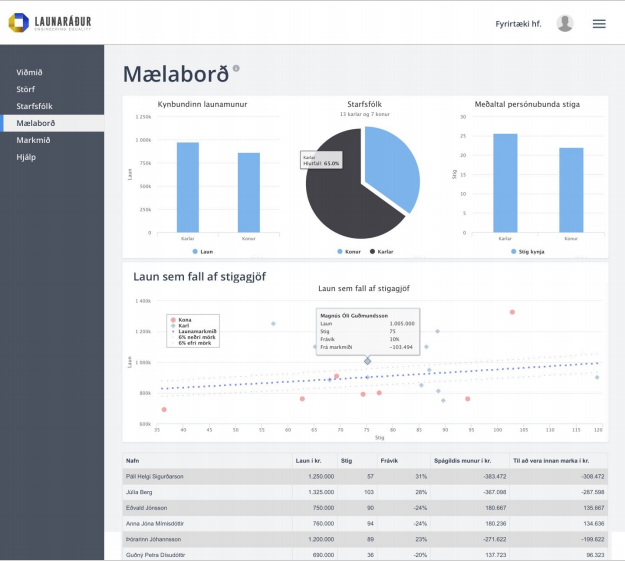 LAUNARÁÐUR
ENGINEERING EQUALITY
Fyrirtæki hf.
Viðmið
Störf
Starfsfólk
Mælaborð
Markmið
Hjálp
Mælaborð
Kynbundinn launamunur
1 250k
1 000k
750k
500k
250k
0
Laun
Karlar
Konur
Laun
Starfsfólk
13 karlar og 7 konur
Karlar
Hlutfall: 65.0%
Konur
Karlar
Meðaltal persónubunda stiga
30
25
20
15
10
5
0
Stig
Karlar
Konur
Stig kynja
Laun sem fall af stigagjöf
Laun sem fall af stigagjöf
1 400k
1 200k
1 000k
800k
600k
Laun
Kona
Karl
Launamarkmið
6% neðri mörk
6% efri mörk
Magnús Óli Guðmundsson
Laun 1.005.000
Stig 75
Frávik 10%
Frá markmiði -103.494
35 40 45 50 55 60 65 70 75 80 85 90 95 100 105 110 115 120
Stig
Nafn Laun í kr. Stig Frávik Spágildis munur í kr. Til að vera innan marka í kr.
Páll Helgi Sigurðarson 1.250.000 57 31% -383.472 -308.472
Júlía Berg 1.325.000 103 28% -367.098 -287.598
Eðvald Jónsson 750.000 90 -24% 180.667 135.667
Anna Jóna Mímisdóttir 760.000 94 -24% 180.236 134.636
Þórarinn Jóhannsson 1.200.000 89 23% -271.622 -199.622
Guðný Petra Dísudóttir 690.000 36 -20% 137.723 96.323